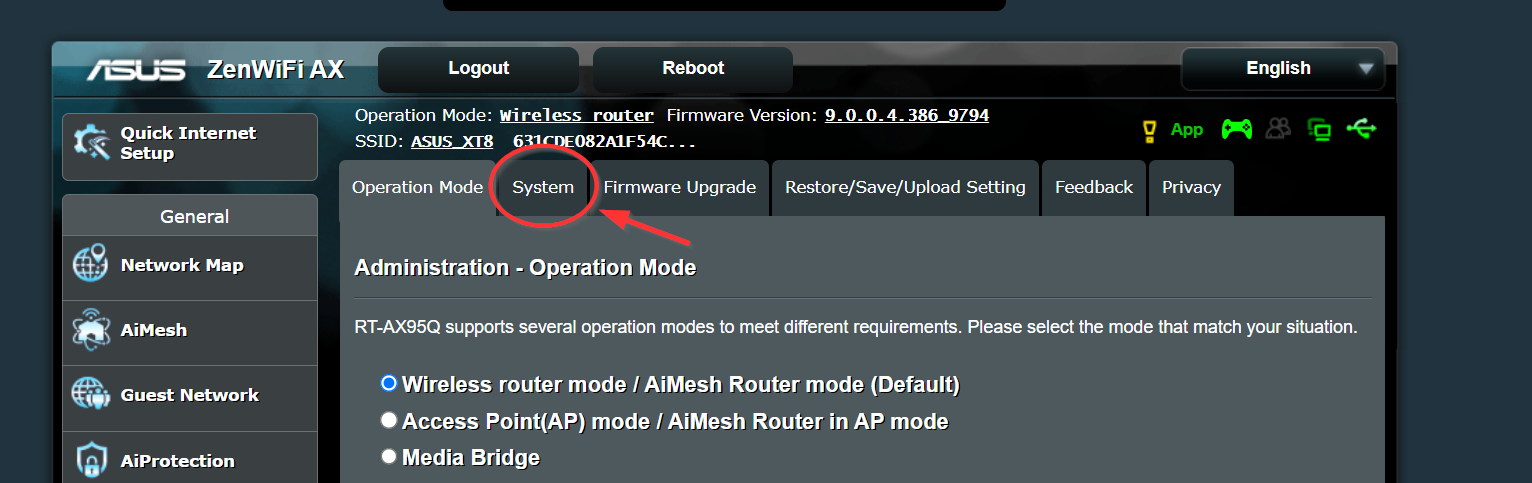 ASUS ZenWiFi AX Logout Reboot English
Quick Internet
Setup
Operation Mode: Wireless router Firmware Version: 9.0.0.4.386_9794
SSID: ASUS_XT8 631CDE082A1F54C...
App
Operation Mode System Firmware Upgrade Restore/Save/Upload Setting Feedback Privacy
General
Network Map
AiMesh
Guest Network
AiProtection
Administration - Operation Mode
RT-AX95Q supports several operation modes to meet different requirements. Please select the mode that match your situation.
Wireless router mode / AiMesh Router mode (Default)
Access Point(AP) mode / AiMesh Router in AP mode
Media Bridge